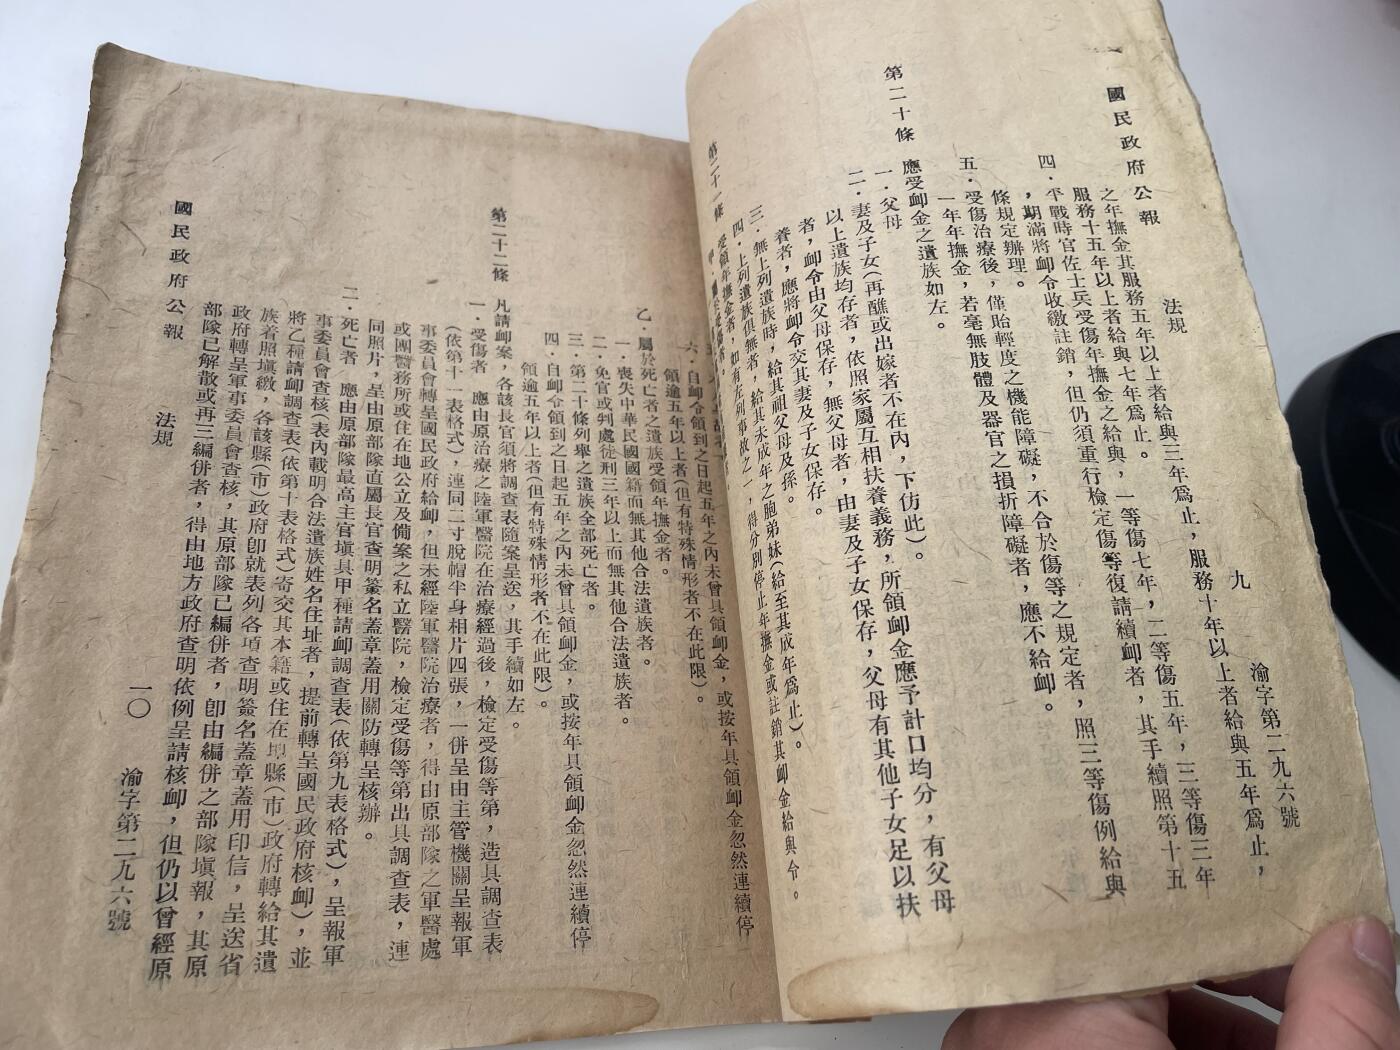 國民政府公報　法規　九　渝字第二九六號
之年撫金其服務五年以上者給與三年為止，服務十年以上者給與五年為止，
服務十五年以上者給與七年為止。
四．平戰時官佐士兵受傷年撫金之給與，一等傷七年，二等傷五年，三等傷三年
，期滿將卹令收繳註銷，但仍須重行檢定傷等復請續卹者，其手續照第十五
條規定辦理。
五．受傷治療後，僅貽輕度之機能障礙，不合於傷等之規定者，照三等傷例給與
一年年撫金，若毫無肢體及器官之損折障礙者，應不給卹。
第二十條　應受卹金之遺族如左。
一．父母
二．妻及子女（再醮或出嫁者不在內，下仿此）。
以上遺族均存者，依照家屬互相扶養義務，所領卹金應予計口均分，有父母
者，卹令由父母保存，無父母者，由妻及子女保存，父母有其他子女足以扶
養者，應將卹令交其妻及子女保存。
三．無上列遺族時，給其祖父母及孫。
四．上列遺族俱無者，給其未成年之胞弟妹（給至其成年為止）。
第二十一條　受領年撫金者，如有左列事故之一，得分別停止年撫金或註銷其卹金給與令。
六．自卹令領到之日起五年之內未曾具領卹金，或按年具領卹金忽然連續停
領逾五年以上者（但有特殊情形者不在此限）。
乙．屬於死亡者之遺族受領年撫金者。
一．喪失中華民國國籍而無其他合法遺族者。
二．免官或判處徒刑三年以上而無其他合法遺族者。
三．第二十條列舉之遺族全部死亡者。
四．自卹令領到之日起五年之內未曾具領卹金，或按年具領卹金忽然連續停
領逾五年以上者（但有特殊情形者不在此限）。
第二十二條　凡請卹案，各該長官須將調查表隨案呈送，其手續如左。
一．受傷者　應由原治療之陸軍醫院在治療經過後，檢定受傷等第，造具調查表
（依第十一表格式），連同二寸脫帽半身相片四張，一併呈由主管機關呈報軍
事委員會轉呈國民政府給卹，但未經陸軍醫院治療者，得由原部隊之軍醫處
或團醫務所或住在地公立及備案之私立醫院，檢定受傷等第出具調查表，連
同照片，呈由原部隊直屬長官查明簽名蓋章蓋用關防轉呈核辦。
二．死亡者　應由原部隊最高主官塡具甲種請卹調查表（依第九表格式），呈報軍
事委員會查核（表內載明合法遺族姓名住址者，提前轉呈國民政府核卹），並
將乙種請卹調查表（依第十表格式）寄交其本籍或住在地縣（市）政府轉給其遺
族着照塡繳，各該縣（市）政府卽就表列各項查明簽名蓋章蓋用印信，呈送省
政府轉呈軍事委員會查核，其原部隊已編併者，卽由編併之部隊塡報，其原
部隊已解散或再三編併者，得由地方政府查明依例呈請核卹，但仍以曾經原
國民政府公報　法規　一〇　渝字第二九六號